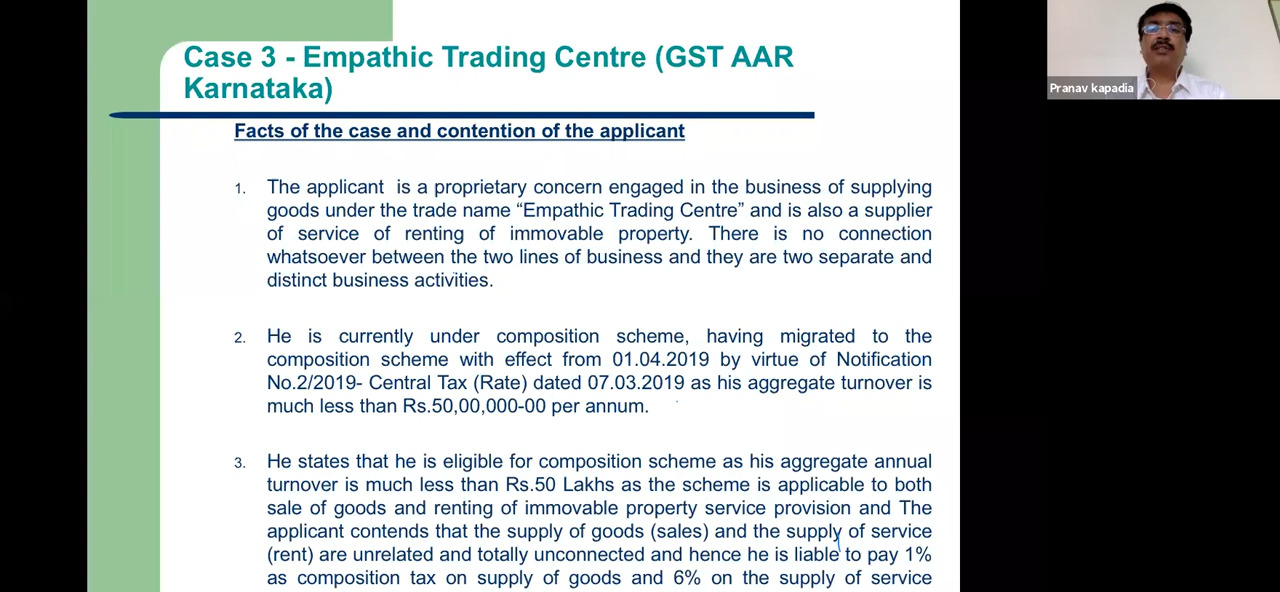 Case 3 - Empathic Trading Centre (GST AAR
Karnataka)
Facts of the case and contention of the applicant
1. The applicant is a proprietary concern engaged in the business of supplying
goods under the trade name “Empathic Trading Centre” and is also a supplier
of service of renting of immovable property. There is no connection
whatsoever between the two lines of business and they are two separate and
distinct business activities.
2. He is currently under composition scheme, having migrated to the
composition scheme with effect from 01.04.2019 by virtue of Notification
No.2/2019- Central Tax (Rate) dated 07.03.2019 as his aggregate turnover is
much less than Rs.50,00,000-00 per annum.
3. He states that he is eligible for composition scheme as his aggregate annual
turnover is much less than Rs.50 Lakhs as the scheme is applicable to both
sale of goods and renting of immovable property service provision and The
applicant contends that the supply of goods (sales) and the supply of service
(rent) are unrelated and totally unconnected and hence he is liable to pay 1%
as composition tax on supply of goods and 6% on the supply of service
Pranav kapadia